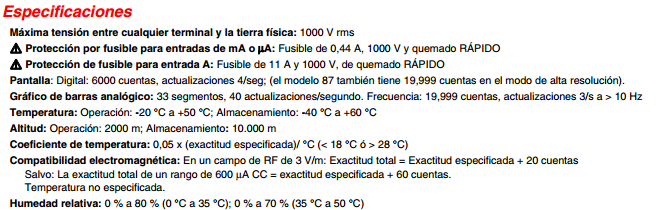 Especificaciones
Máxima tensión entre cualquier terminal y la tierra física: 1000 V rms
Protección por fusible para entradas de mA o µA: Fusible de 0,44 A, 1000 V y quemado RÁPIDO
Protección de fusible para entrada A: Fusible de 11 A y 1000 V, de quemado RÁPIDO
Pantalla: Digital: 6000 cuentas, actualizaciones 4/seg; (el modelo 87 también tiene 19,999 cuentas en el modo de alta resolución).
Gráfico de barras analógico: 33 segmentos, 40 actualizaciones/segundo. Frecuencia: 19,999 cuentas, actualizaciones 3/s a > 10 Hz
Temperatura: Operación: -20 °C a +50 °C; Almacenamiento: -40 °C a +60 °C
Altitud: Operación: 2000 m; Almacenamiento: 10.000 m
Coeficiente de temperatura: 0,05 x (exactitud especificada)/ °C (< 18 °C ó > 28 °C)
Compatibilidad electromagnética: En un campo de RF de 3 V/m: Exactitud total = Exactitud especificada + 20 cuentas
Salvo: La exactitud total de un rango de 600 µA CC = exactitud especificada + 60 cuentas.
Temperatura no especificada.
Humedad relativa: 0 % a 80 % (0 °C a 35 °C); 0 % a 70 % (35 °C a 50 °C)